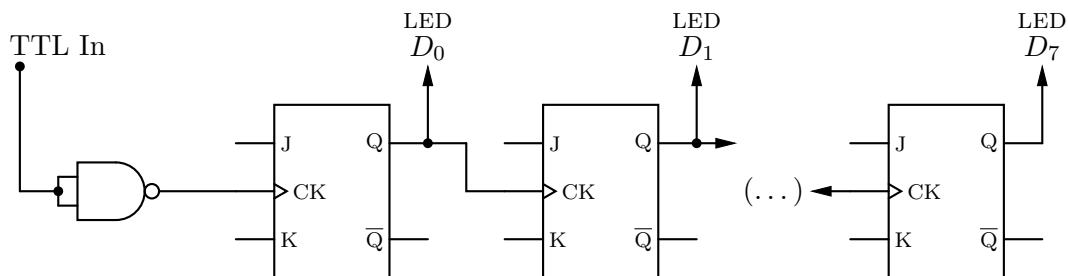 LED
LED
LED
TTL In
D₀
D₁
D₇
J
Q
J
Q
J
Q
CK
CK
(...)
CK
K
Q̅
K
Q̅
K
Q̅